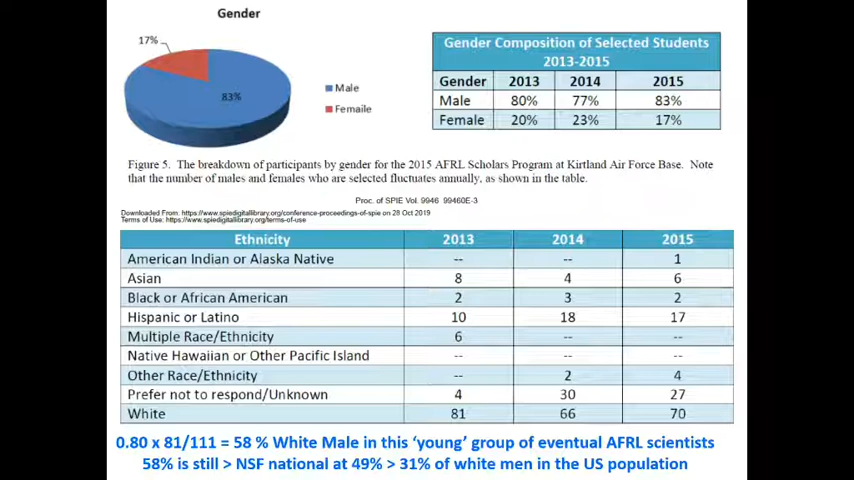 Gender
17%
83%
Male
Femaile
Gender Composition of Selected Students
2013-2015
Gender 2013 2014 2015
Male 80% 77% 83%
Female 20% 23% 17%
Figure 5. The breakdown of participants by gender for the 2015 AFRL Scholars Program at Kirtland Air Force Base. Note
that the number of males and females who are selected fluctuates annually, as shown in the table.
Proc. of SPIE Vol. 9946 99460E-3
Downloaded From: https://www.spiedigitallibrary.org/conference-proceedings-of-spie on 28 Oct 2019
Terms of Use: https://www.spiedigitallibrary.org/terms-of-use
Ethnicity 2013 2014 2015
American Indian or Alaska Native -- -- 1
Asian 8 4 6
Black or African American 2 3 2
Hispanic or Latino 10 18 17
Multiple Race/Ethnicity 6 -- --
Native Hawaiian or Other Pacific Island -- -- --
Other Race/Ethnicity -- 2 4
Prefer not to respond/Unknown 4 30 27
White 81 66 70
0.80 x 81/111 = 58 % White Male in this ‘young’ group of eventual AFRL scientists
58% is still > NSF national at 49% > 31% of white men in the US population